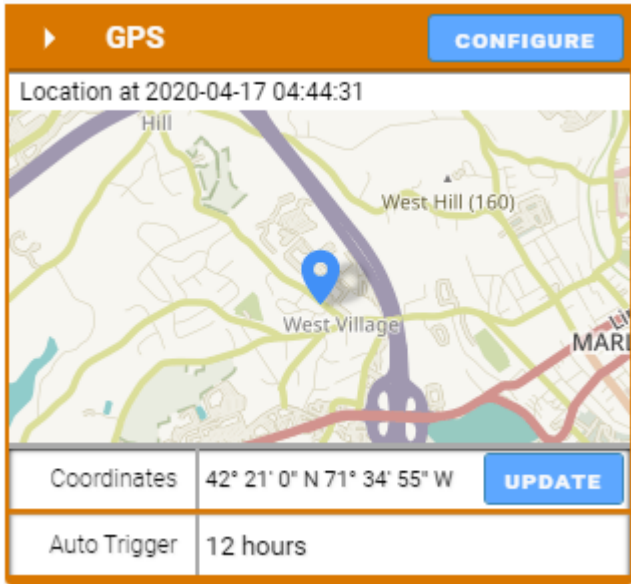 GPS
CONFIGURE
Location at 2020-04-17 04:44:31
Hill
West Hill (160)
West Village
MARL
Coordinates
42° 21' 0" N 71° 34' 55" W
UPDATE
Auto Trigger
12 hours